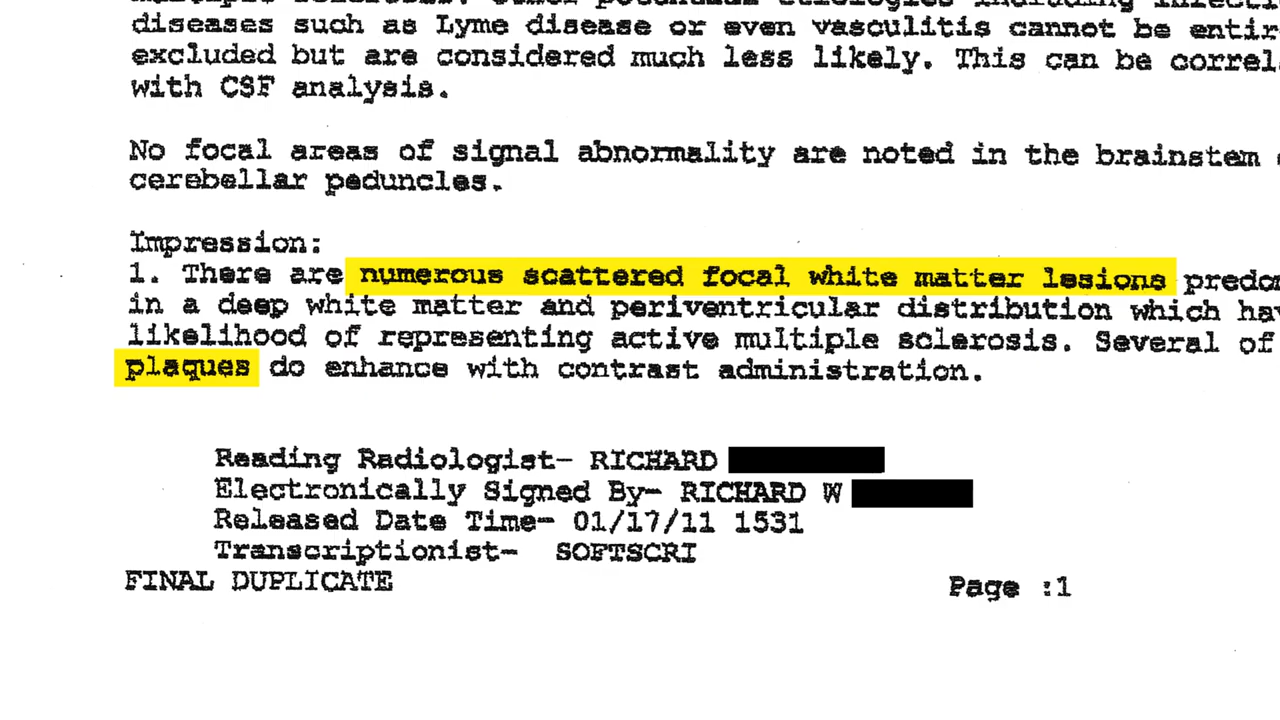 diseases such as Lyme disease or even vasculitis cannot be
excluded but are considered much less likely. This can be
with CSF analysis.
No focal areas of signal abnormality are noted in the brainstem
cerebellar peduncles.
Impression:
1. There are numerous scattered focal white matter lesions
in a deep white matter and periventricular distribution which
likelihood of representing active multiple sclerosis. Several of
plaques do enhance with contrast administration.
Reading Radiologist- RICHARD
Electronically Signed By- RICHARD W
Released Date Time- 01/17/11 1531
Transcriptionist- SOFTSCRI
FINAL DUPLICATE
Page :1